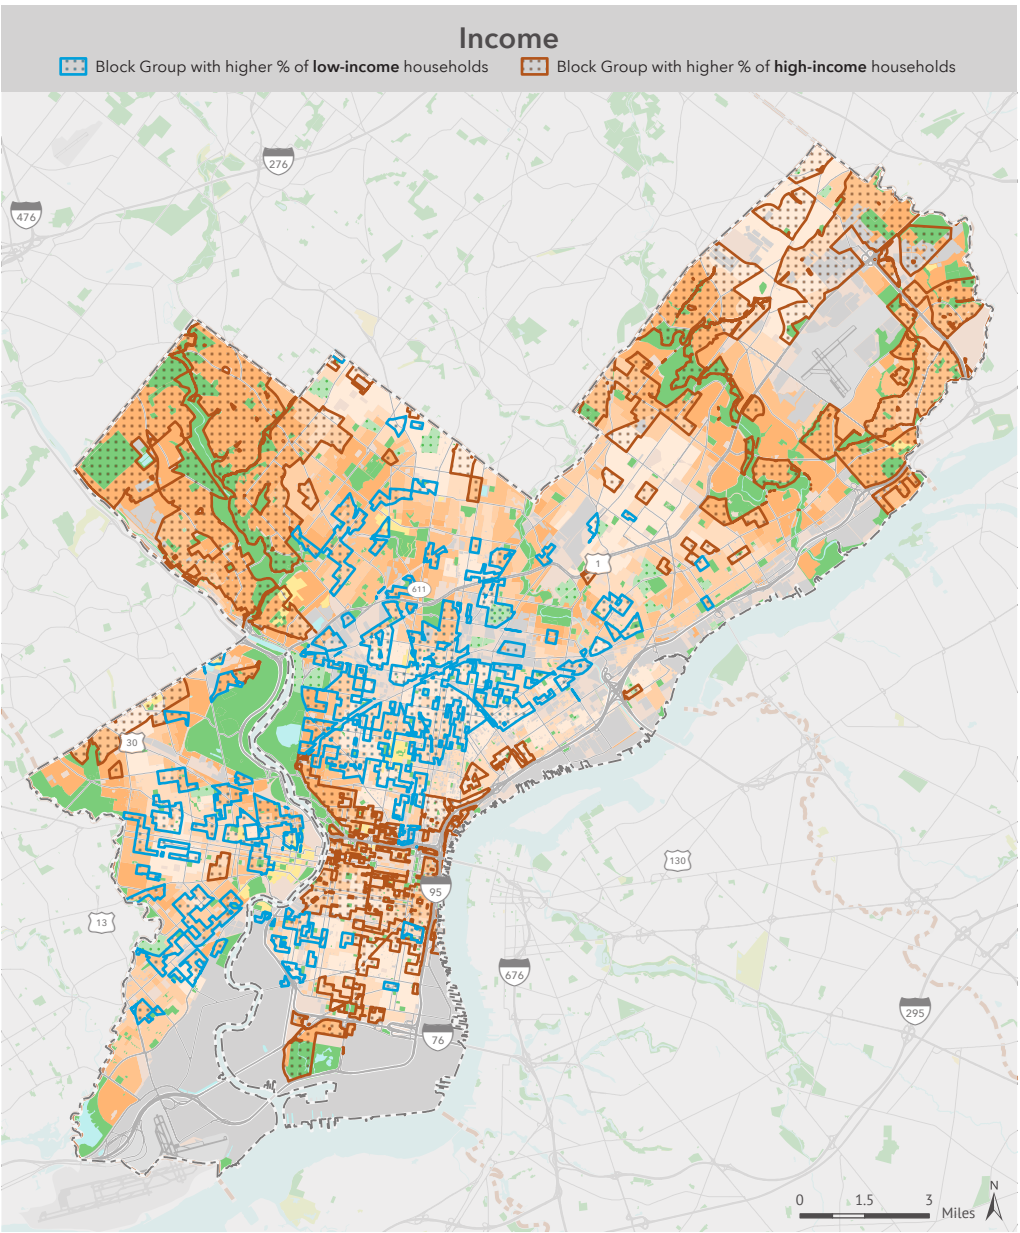 Income
Block Group with higher % of low-income households
Block Group with higher % of high-income households
276
476
1
611
30
130
95
13
676
295
76
0 1.5 3
Miles
N